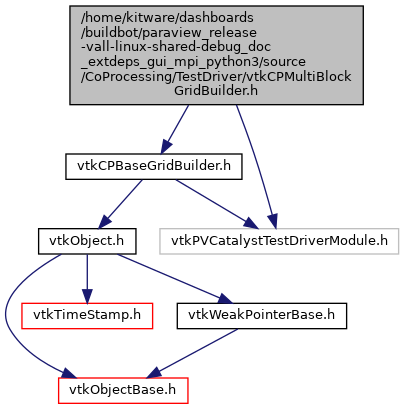 /home/kitware/dashboards
/buildbot/paraview_release
-vall-linux-shared-debug_doc
_extdeps_gui_mpi_python3/source
/CoProcessing/TestDriver/vtkCPMultiBlock
GridBuilder.h
vtkCPBaseGridBuilder.h
vtkObject.h
vtkPVCatalystTestDriverModule.h
vtkTimeStamp.h
vtkWeakPointerBase.h
vtkObjectBase.h